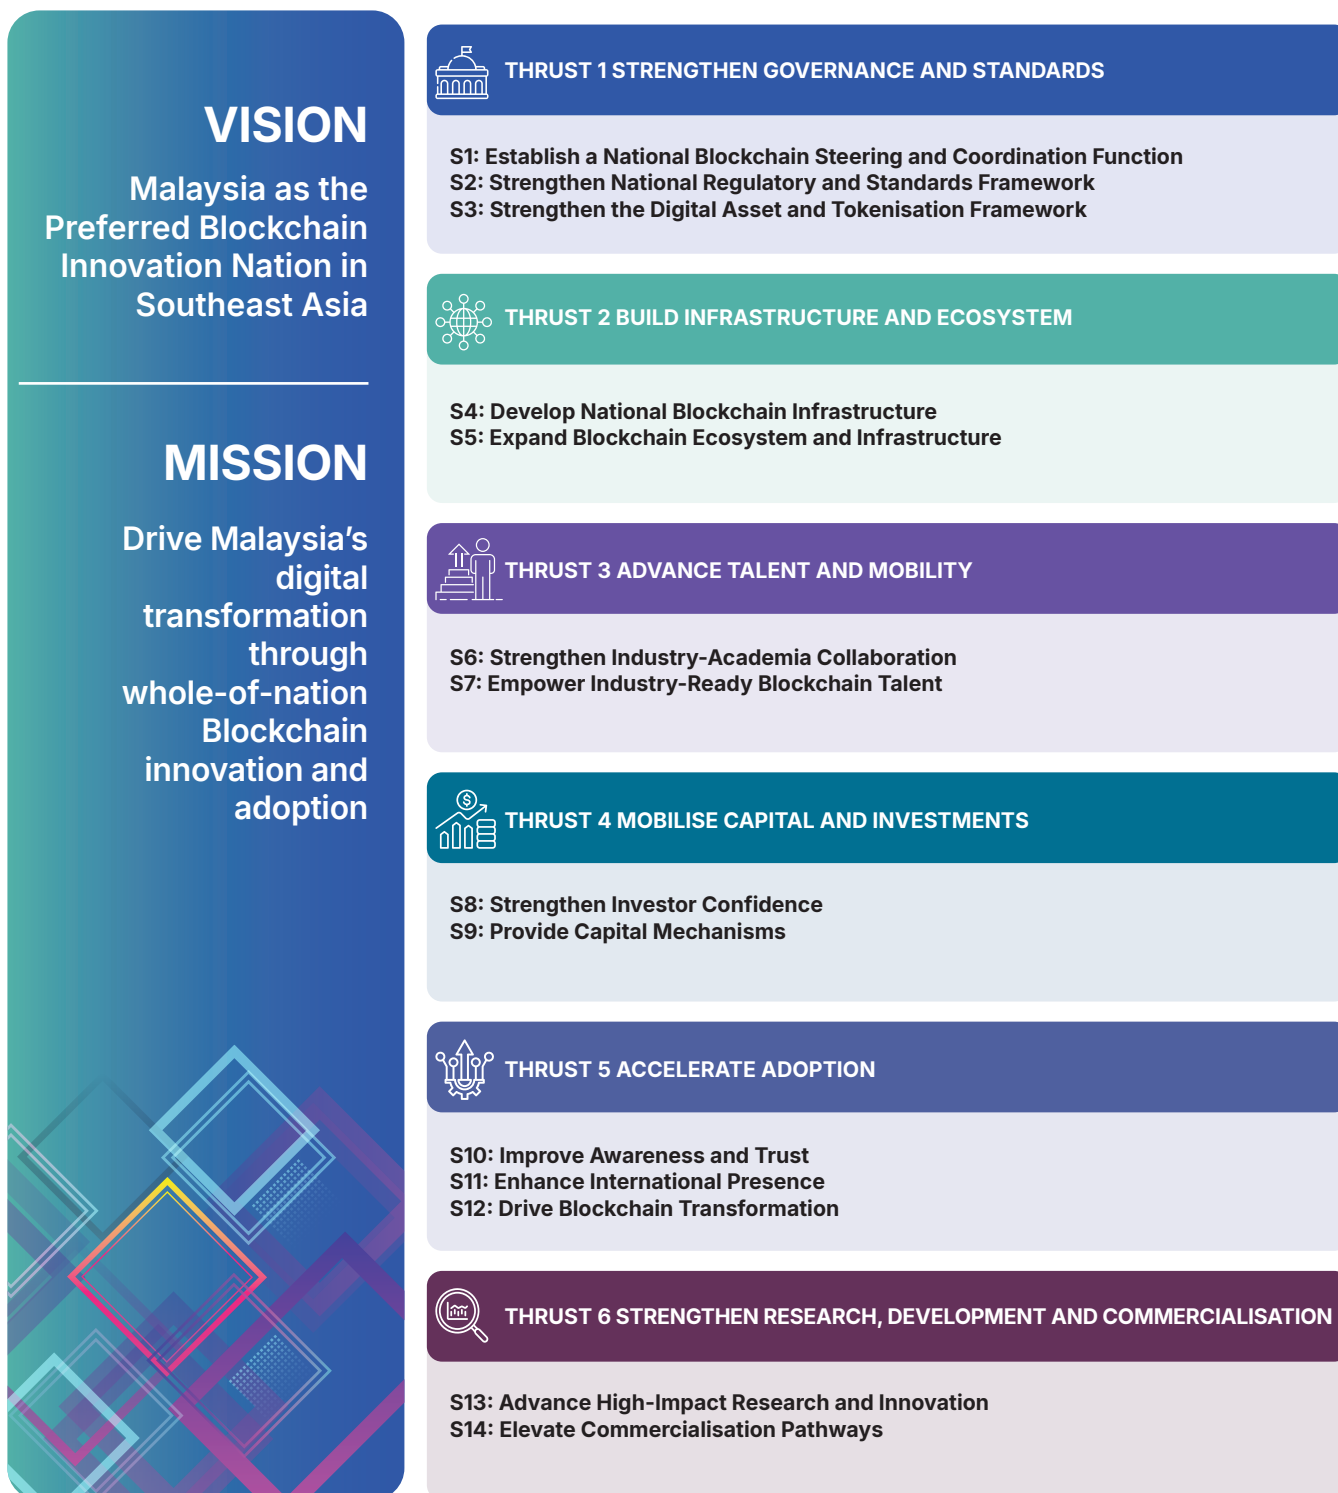 VISION
Malaysia as the
Preferred Blockchain
Innovation Nation in
Southeast Asia
MISSION
Drive Malaysia’s
digital
transformation
through
whole-of-nation
Blockchain
innovation and
adoption
THRUST 1 STRENGTHEN GOVERNANCE AND STANDARDS
S1: Establish a National Blockchain Steering and Coordination Function
S2: Strengthen National Regulatory and Standards Framework
S3: Strengthen the Digital Asset and Tokenisation Framework
THRUST 2 BUILD INFRASTRUCTURE AND ECOSYSTEM
S4: Develop National Blockchain Infrastructure
S5: Expand Blockchain Ecosystem and Infrastructure
THRUST 3 ADVANCE TALENT AND MOBILITY
S6: Strengthen Industry-Academia Collaboration
S7: Empower Industry-Ready Blockchain Talent
THRUST 4 MOBILISE CAPITAL AND INVESTMENTS
S8: Strengthen Investor Confidence
S9: Provide Capital Mechanisms
THRUST 5 ACCELERATE ADOPTION
S10: Improve Awareness and Trust
S11: Enhance International Presence
S12: Drive Blockchain Transformation
THRUST 6 STRENGTHEN RESEARCH, DEVELOPMENT AND COMMERCIALISATION
S13: Advance High-Impact Research and Innovation
S14: Elevate Commercialisation Pathways